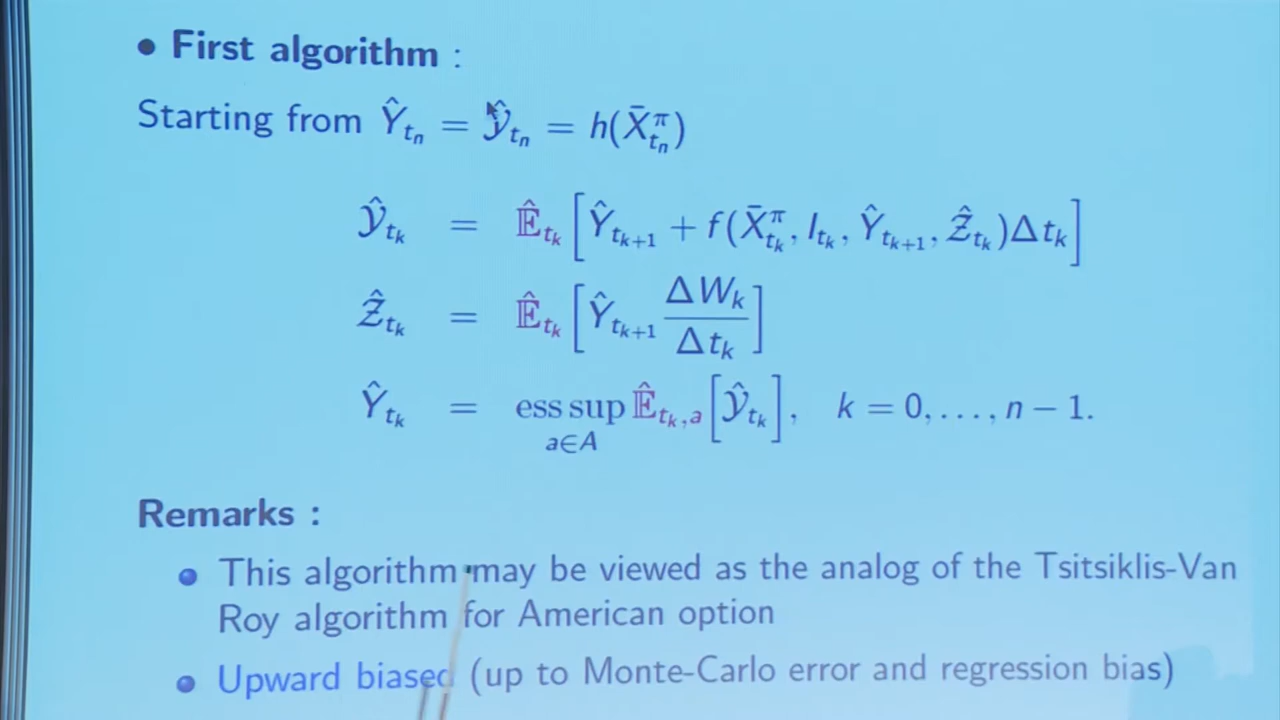 • First algorithm :
Starting from Ŷ_{t_n} = 𝒴̂_{t_n} = h(X̄^π_{t_n})
𝒴̂_{t_k} = 𝔼̂_{t_k}[Ŷ_{t_{k+1}} + f(X̄^π_{t_k}, I_{t_k}, Ŷ_{t_{k+1}}, 𝒵̂_{t_k})Δt_k]
𝒵̂_{t_k} = 𝔼̂_{t_k}[Ŷ_{t_{k+1}} ΔW_k / Δt_k]
Ŷ_{t_k} = ess sup_{a∈A} 𝔼̂_{t_k,a}[𝒴̂_{t_k}], k = 0, . . . , n − 1.
Remarks :
• This algorithm may be viewed as the analog of the Tsitsiklis-Van
Roy algorithm for American option
• Upward biased (up to Monte-Carlo error and regression bias)